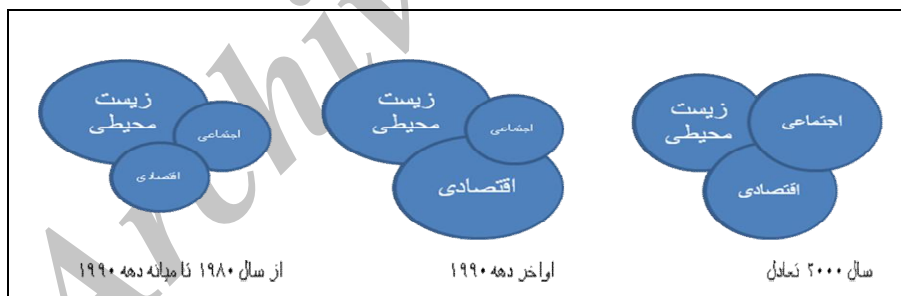 زیست
محیطی
اجتماعی
اقتصادی
از سال ۱۹۸۰ تا میانه دهه ۱۹۹۰
زیست
محیطی
اجتماعی
اقتصادی
اواخر دهه ۱۹۹۰
زیست
محیطی
اجتماعی
اقتصادی
سال ۲۰۰۰ تعادل
Archiv